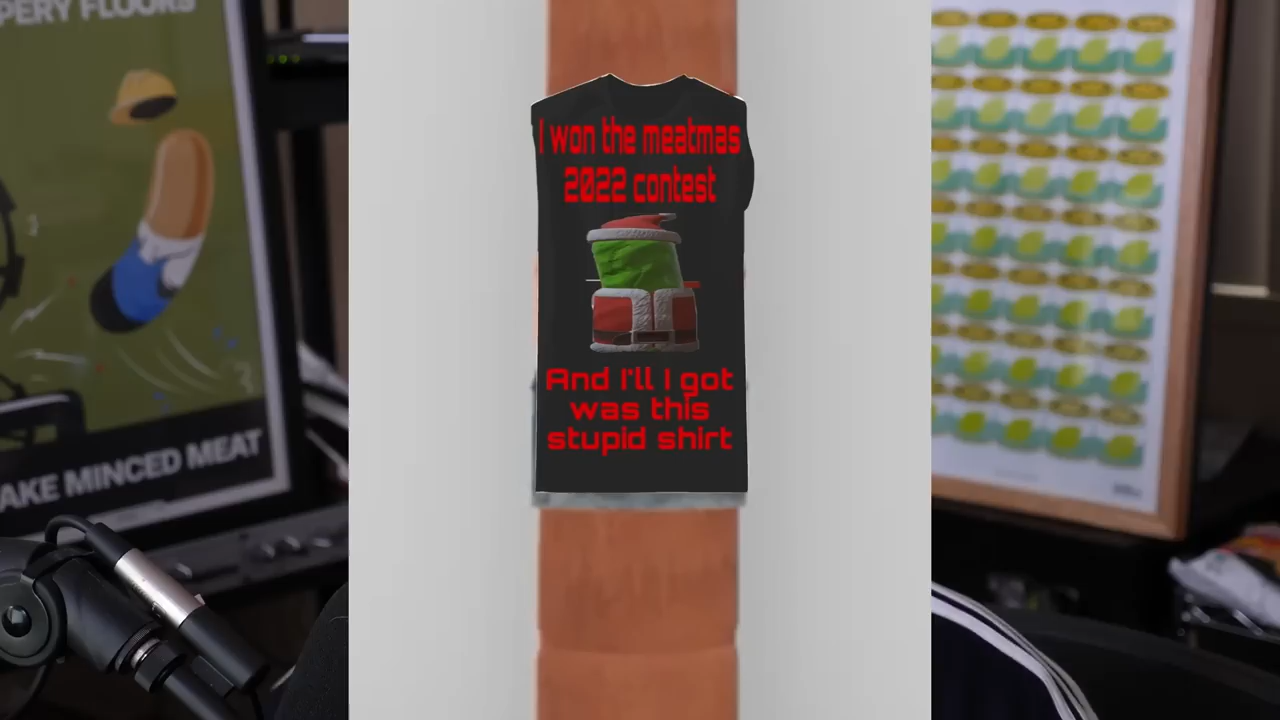 PERY FLOORS
I won the meatmas
2022 contest
And I'll I got
was this
stupid shirt
AKE MINCED MEAT